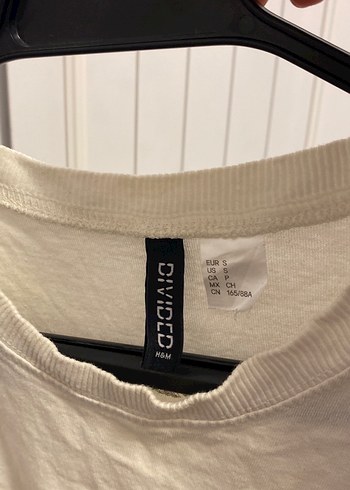 DIVIDED
H&M
EUR S
US S
CA P
MX CH
CN 165/88A